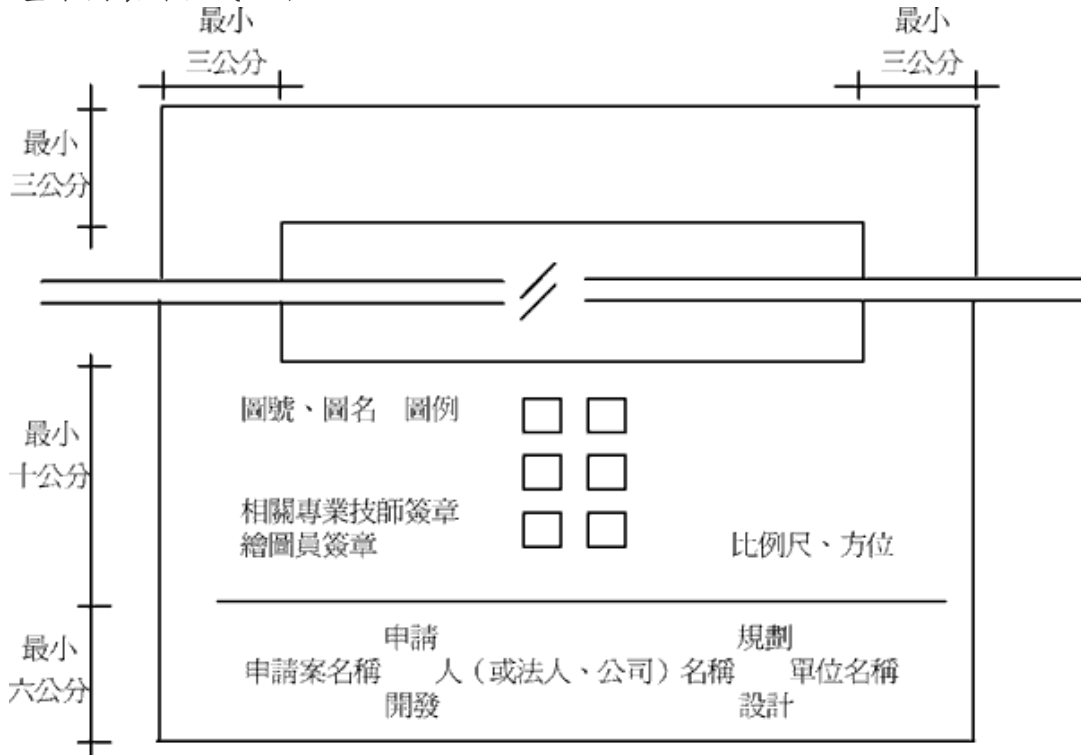 最小
三公分
最小
三公分
最小
三公分
圖號、圖名 圖例
最小
十公分
相關專業技師簽章
繪圖員簽章
比例尺、方位
申請 規劃
最小
申請案名稱 人（或法人、公司）名稱 單位名稱
六公分
開發 設計